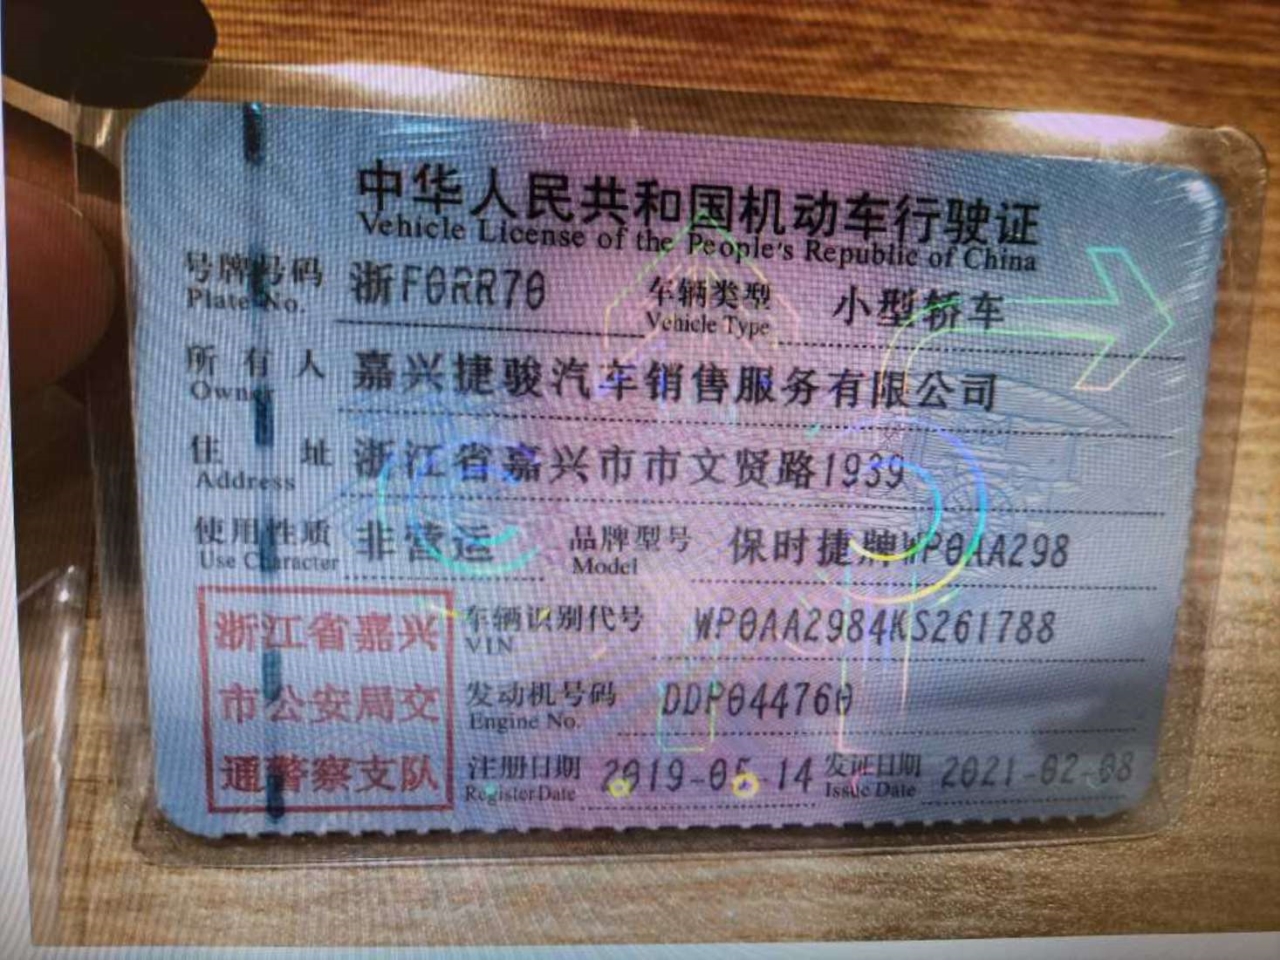 中华人民共和国机动车行驶证
Vehicle License of the People's Republic of China
号牌号码 浙F0RR70 车辆类型 小型轿车
Plate No. Vehicle Type
所有人 嘉兴捷骏汽车销售服务有限公司
Owner
住址 浙江省嘉兴市市文贤路1939
Address
使用性质 非营运 品牌型号 保时捷牌WP0AA298
Use Character Model
浙江省嘉兴
市公安局交
通警察支队
车辆识别代号 WP0AA2984KS261788
VIN
发动机号码 DDP044760
Engine No.
注册日期 2019-05-14 发证日期 2021-02-08
Register Date Issue Date